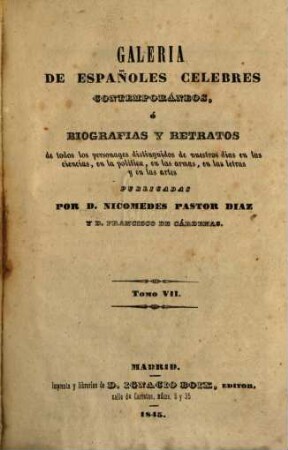 GALERIA
DE ESPAÑOLES CELEBRES
CONTEMPORÁNEOS,
ó
BIOGRAFIAS Y RETRATOS
de todos los personages distinguidos de nuestros dias en las
ciencias, en la politica, en las armas, en las letras
y en las artes
PUBLICADAS
POR D. NICOMEDES PASTOR DIAZ
Y D. FRANCISCO DE CÁRDENAS.
Tomo VII.
MADRID.
Imprenta y libreria de D. IGNACIO BOIX, EDITOR,
calle de Carretas, núms. 8 y 35
1845.